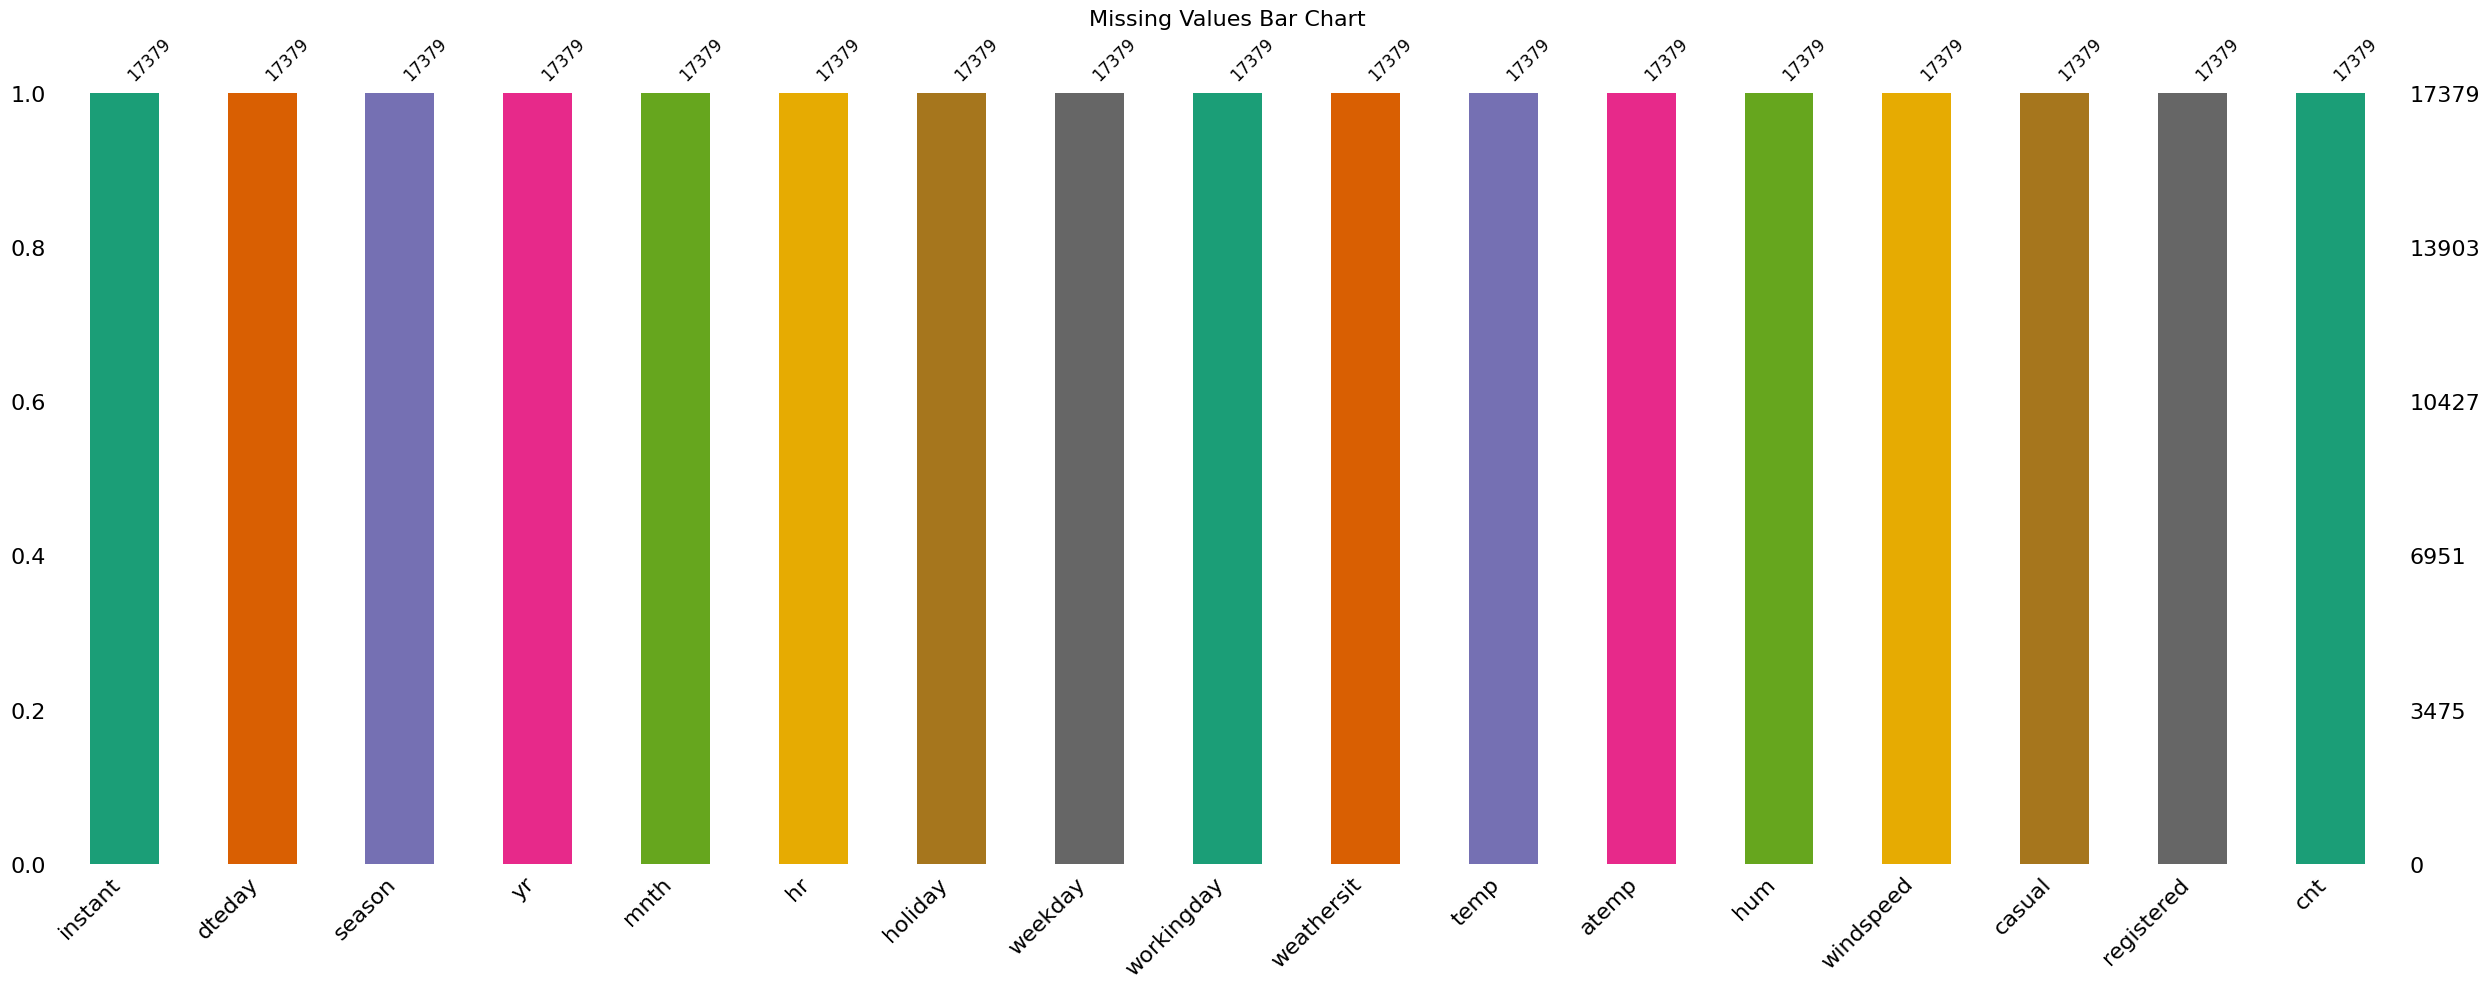 Missing Values Bar Chart
17379 17379 17379 17379 17379 17379 17379 17379 17379 17379 17379 17379 17379 17379 17379 17379 17379
1.0 17379
0.8 13903
0.6 10427
0.4 6951
0.2 3475
0.0 0
instant dteday season yr mnth hr holiday weekday workingday weathersit temp atemp hum windspeed casual registered cnt